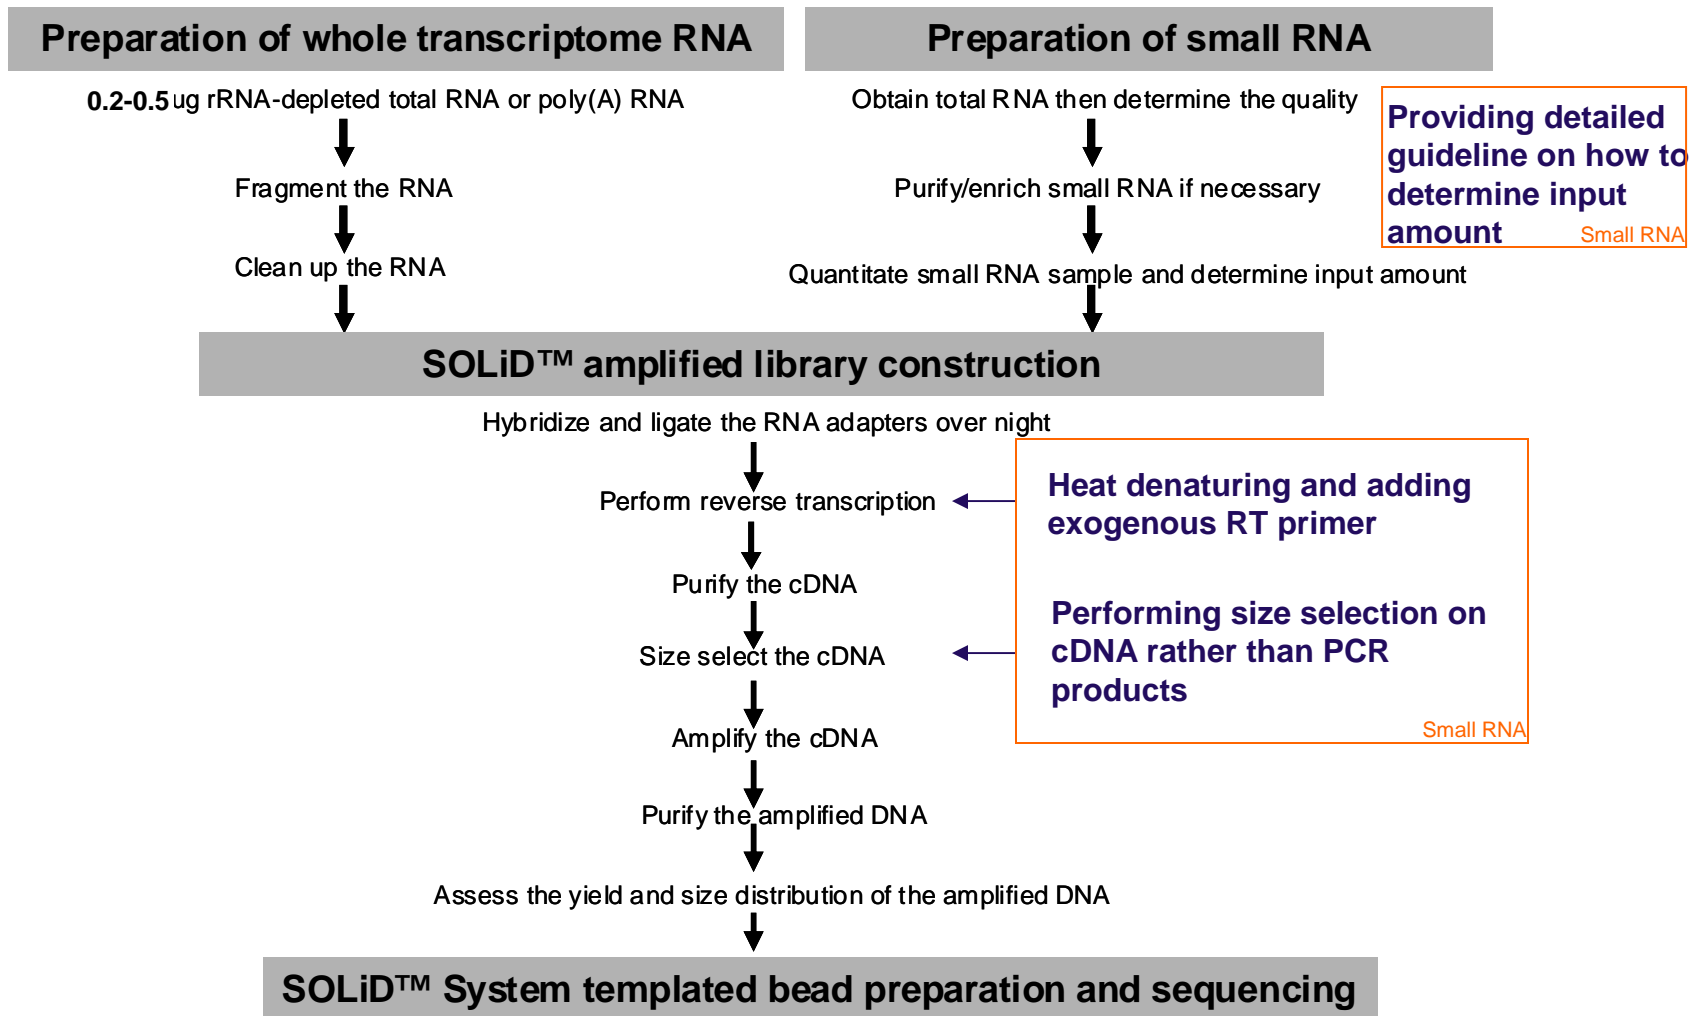 Preparation of whole transcriptome RNA
Preparation of small RNA
0.2-0.5ug rRNA-depleted total RNA or poly(A) RNA
Fragment the RNA
Clean up the RNA
Obtain total RNA then determine the quality
Purify/enrich small RNA if necessary
Quantitate small RNA sample and determine input amount
Providing detailed
guideline on how to
determine input
amount
Small RNA
SOLiD™ amplified library construction
Hybridize and ligate the RNA adapters over night
Perform reverse transcription
Purify the cDNA
Size select the cDNA
Amplify the cDNA
Purify the amplified DNA
Assess the yield and size distribution of the amplified DNA
Heat denaturing and adding
exogenous RT primer
Performing size selection on
cDNA rather than PCR
products
Small RNA
SOLiD™ System templated bead preparation and sequencing